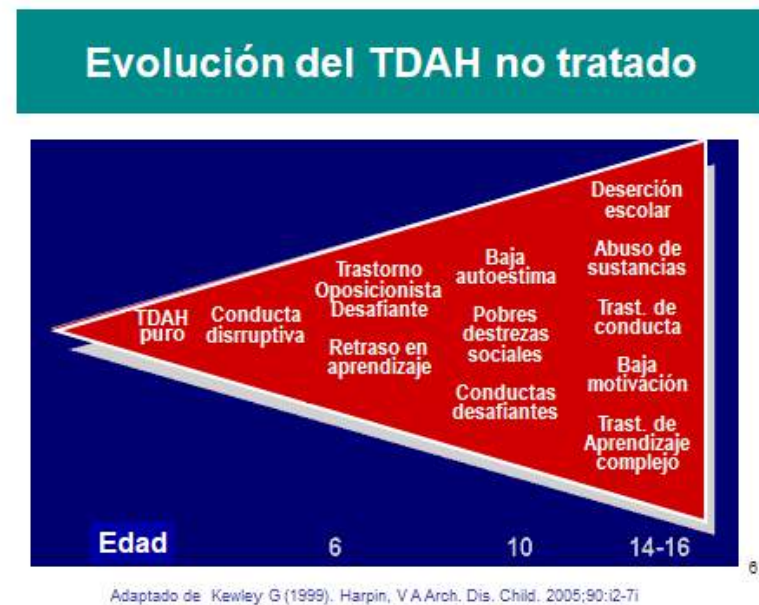 Evolución del TDAH no tratado
TDAH
puro
Conducta
disrruptiva
Trastorno
Oposicionista
Desafiante
Retraso en
aprendizaje
Baja
autoestima
Pobres
destrezas
sociales
Conductas
desafiantes
Deserción
escolar
Abuso de
sustancias
Trast. de
conducta
Baja
motivación
Trast. de
Aprendizaje
complejo
Edad
6
10
14-16
6
Adaptado de Kewley G (1999). Harpin, V A Arch. Dis. Child. 2005;90:i2-7i